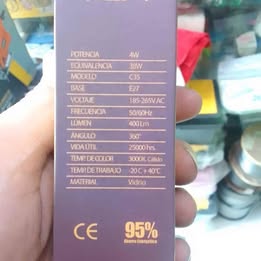 POTENCIA 4W
EQUIVALENCIA 35W
MODELO C35
BASE E27
VOLTAJE 185-265V AC
FRECUENCIA 50/60Hz
LUMEN 400 Lm
ÁNGULO 360°
VIDA ÚTIL 25000 hrs.
TEMP. DE COLOR 3000K Cálido
TEMP. DE TRABAJO -20 C + 40°C
MATERIAL Vidrio
CE 95%
Ahorro Energético